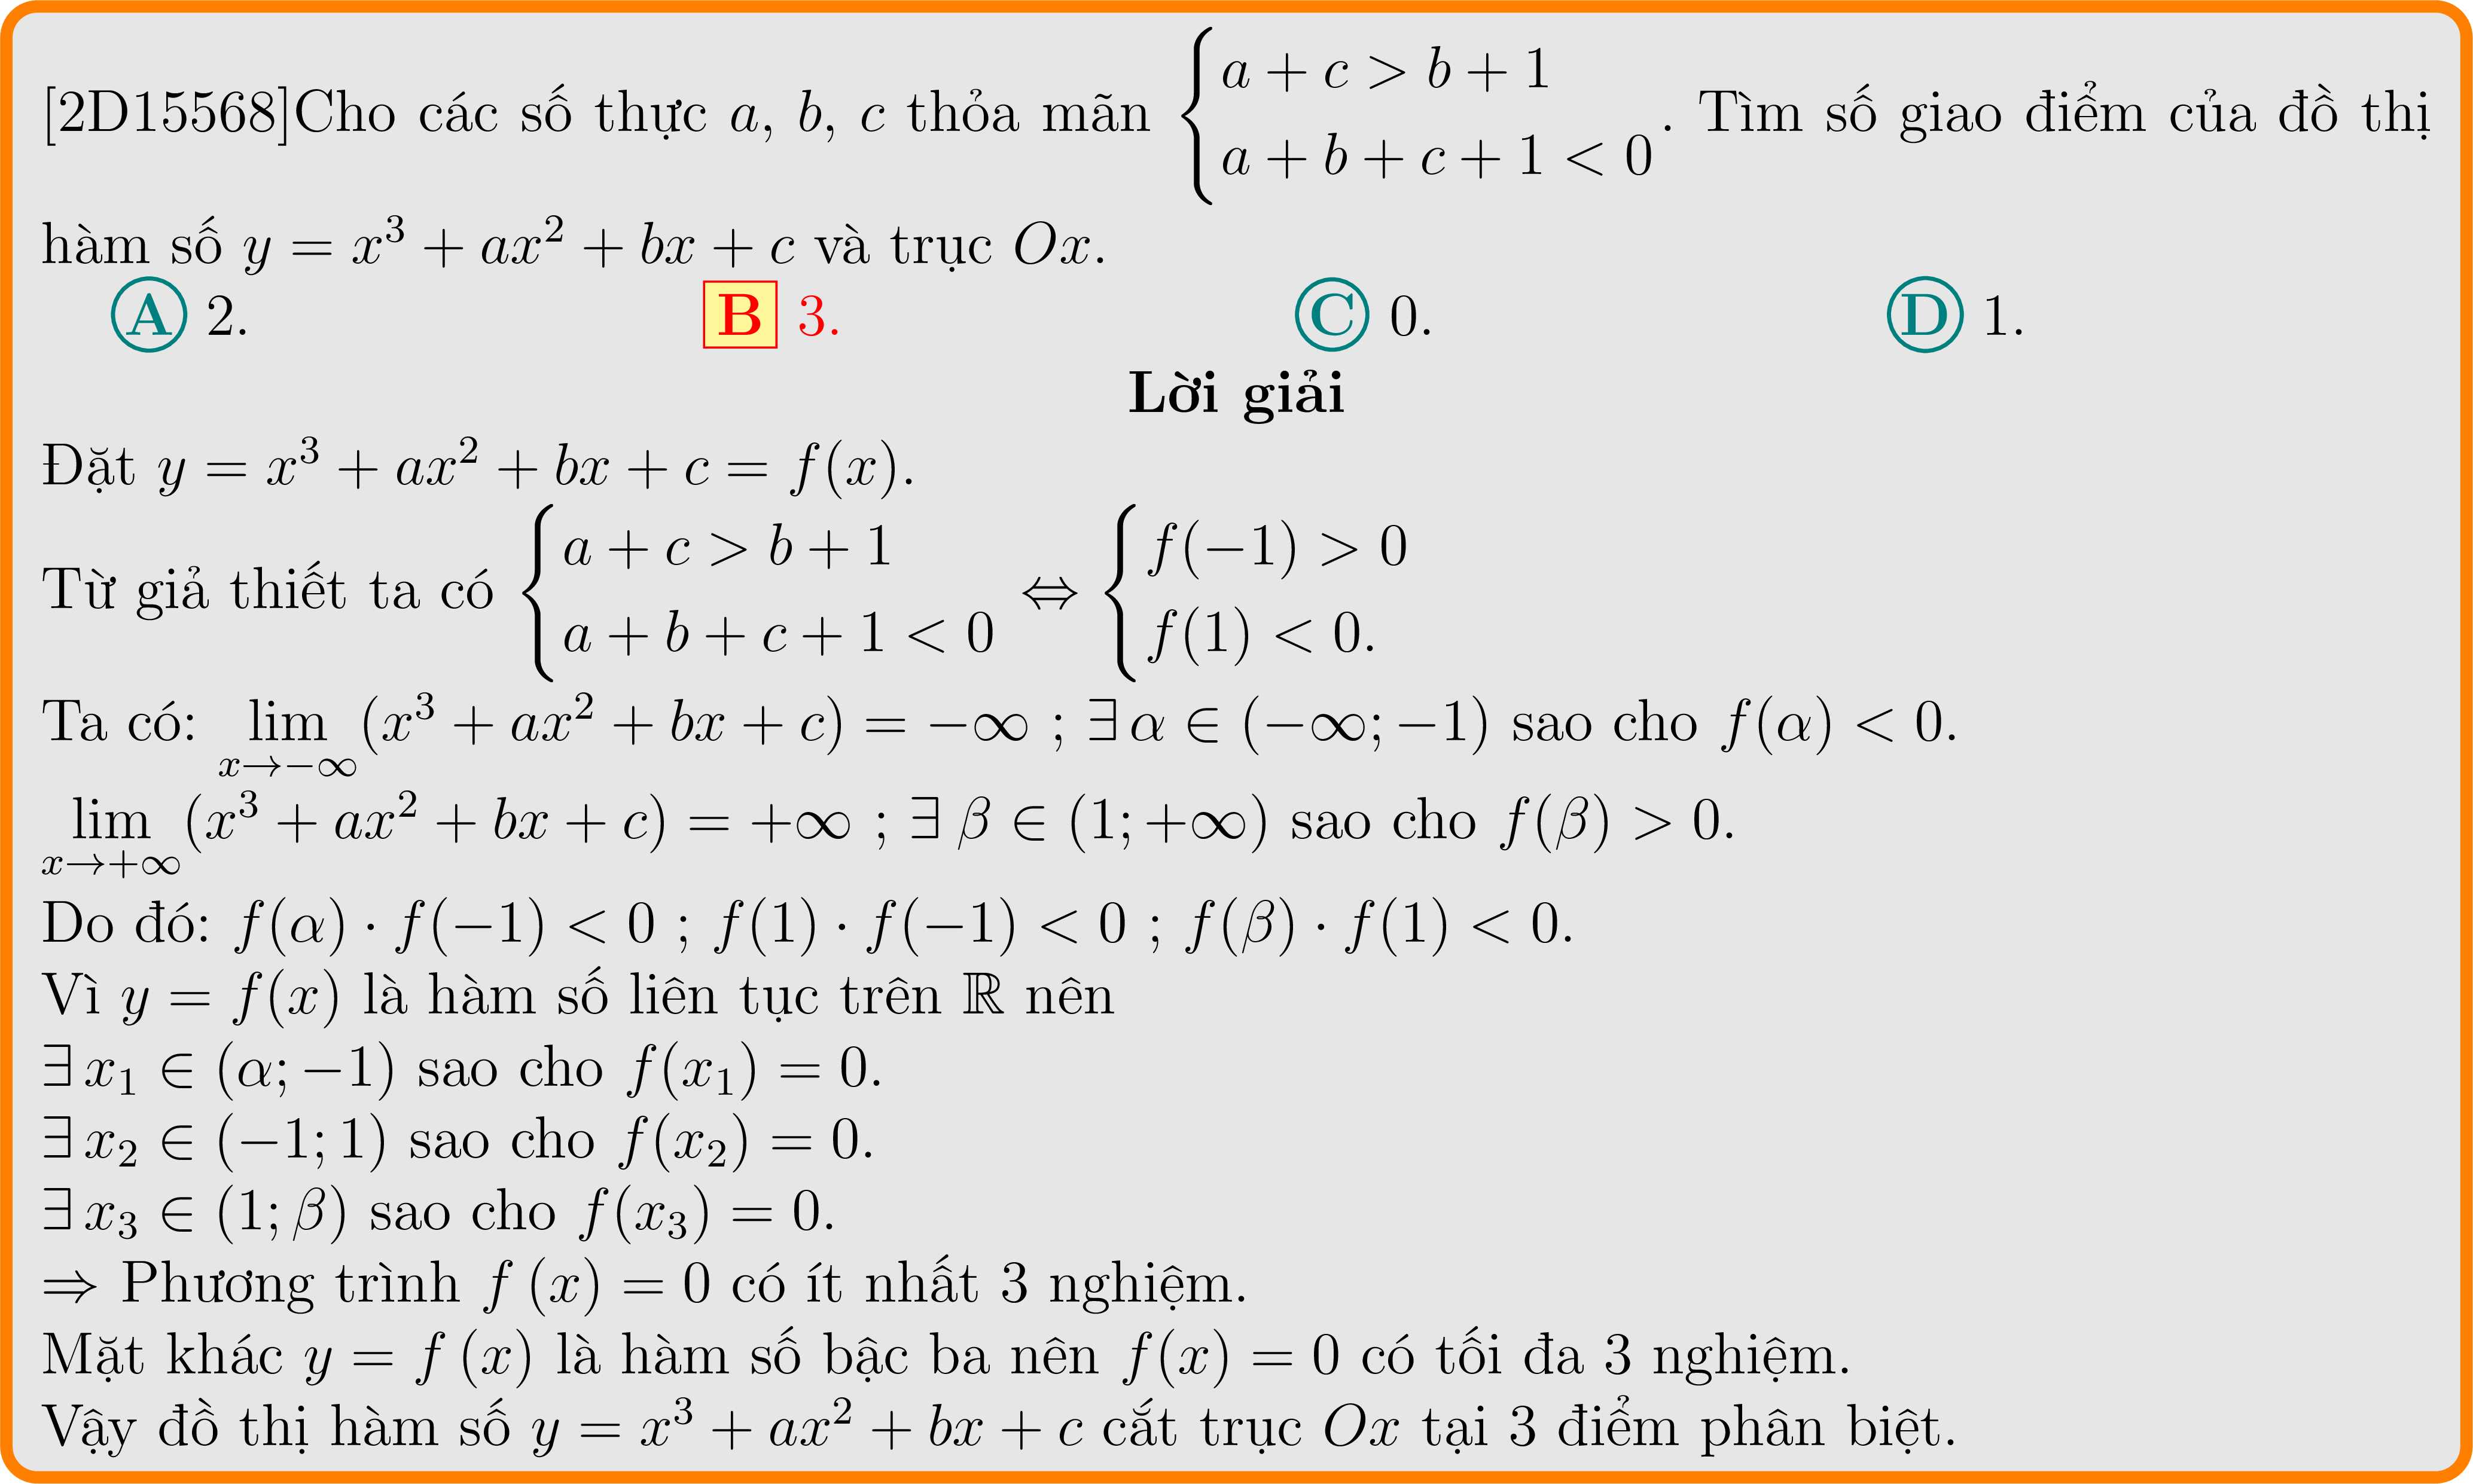 [2D15568]Cho các số thực $a$, $b$, $c$ thỏa mãn $\begin{cases} a+c>b+1 \\ a+b+c+1<0 \end{cases}$. Tìm số giao điểm của đồ thị
hàm số $y = x^3 + ax^2 + bx + c$ và trục $Ox$.
A 2. B 3. C 0. D 1.
Lời giải
Đặt $y = x^3 + ax^2 + bx + c = f(x)$.
Từ giả thiết ta có $\begin{cases} a+c>b+1 \\ a+b+c+1<0 \end{cases} \Leftrightarrow \begin{cases} f(-1)>0 \\ f(1)<0. \end{cases}$
Ta có: $\lim\limits_{x\to-\infty}(x^3 + ax^2 + bx + c) = -\infty$ ; $\exists\, \alpha \in (-\infty; -1)$ sao cho $f(\alpha) < 0$.
$\lim\limits_{x\to+\infty}(x^3 + ax^2 + bx + c) = +\infty$ ; $\exists\, \beta \in (1; +\infty)$ sao cho $f(\beta) > 0$.
Do đó: $f(\alpha) \cdot f(-1) < 0$ ; $f(1) \cdot f(-1) < 0$ ; $f(\beta) \cdot f(1) < 0$.
Vì $y = f(x)$ là hàm số liên tục trên $\mathbb{R}$ nên
$\exists\, x_1 \in (\alpha; -1)$ sao cho $f(x_1) = 0$.
$\exists\, x_2 \in (-1; 1)$ sao cho $f(x_2) = 0$.
$\exists\, x_3 \in (1; \beta)$ sao cho $f(x_3) = 0$.
$\Rightarrow$ Phương trình $f(x) = 0$ có ít nhất 3 nghiệm.
Mặt khác $y = f(x)$ là hàm số bậc ba nên $f(x) = 0$ có tối đa 3 nghiệm.
Vậy đồ thị hàm số $y = x^3 + ax^2 + bx + c$ cắt trục $Ox$ tại 3 điểm phân biệt.